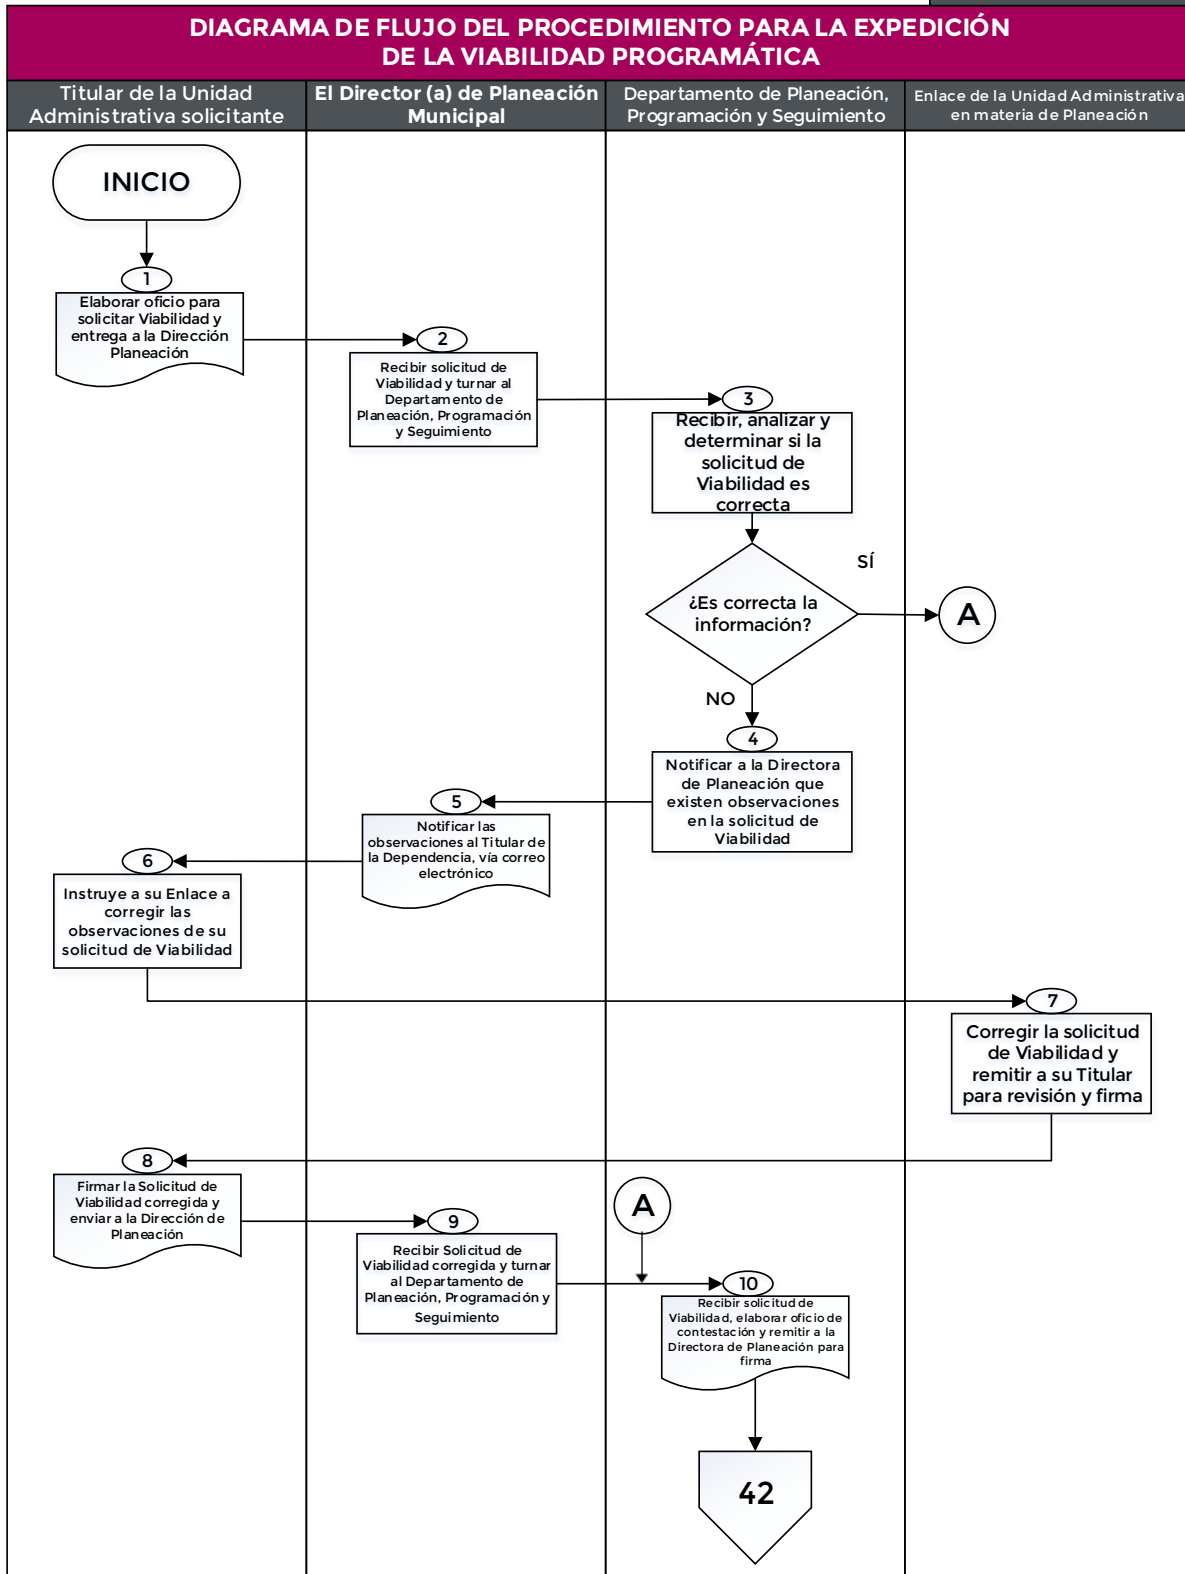 DIAGRAMA DE FLUJO DEL PROCEDIMIENTO PARA LA EXPEDICIÓN
DE LA VIABILIDAD PROGRAMÁTICA
Titular de la Unidad
Administrativa solicitante
El Director (a) de Planeación
Municipal
Departamento de Planeación,
Programación y Seguimiento
Enlace de la Unidad Administrativa
en materia de Planeación
INICIO
1
Elaborar oficio para
solicitar Viabilidad y
entrega a la Dirección
Planeación
2
Recibir solicitud de
Viabilidad y turnar al
Departamento de
Planeación, Programación
y Seguimiento
3
Recibir, analizar y
determinar si la
solicitud de
Viabilidad es
correcta
¿Es correcta la
información?
SÍ
A
NO
4
Notificar a la Directora
de Planeación que
existen observaciones
en la solicitud de
Viabilidad
5
Notificar las
observaciones al Titular de
la Dependencia, vía correo
electrónico
6
Instruye a su Enlace a
corregir las
observaciones de su
solicitud de Viabilidad
7
Corregir la solicitud
de Viabilidad y
remitir a su Titular
para revisión y firma
8
Firmar la Solicitud de
Viabilidad corregida y
enviar a la Dirección de
Planeación
9
Recibir Solicitud de
Viabilidad corregida y turnar
al Departamento de
Planeación, Programación y
Seguimiento
A
10
Recibir solicitud de
Viabilidad, elaborar oficio de
contestación y remitir a la
Directora de Planeación para
firma
42